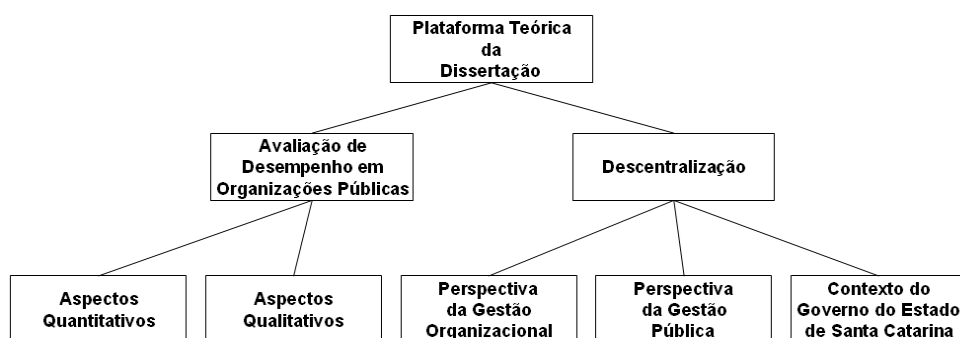 Plataforma Teórica
da
Dissertação
Avaliação de
Desempenho em
Organizações Públicas
Descentralização
Aspectos
Quantitativos
Aspectos
Qualitativos
Perspectiva
da Gestão
Organizacional
Perspectiva
da Gestão
Pública
Contexto do
Governo do Estado
de Santa Catarina